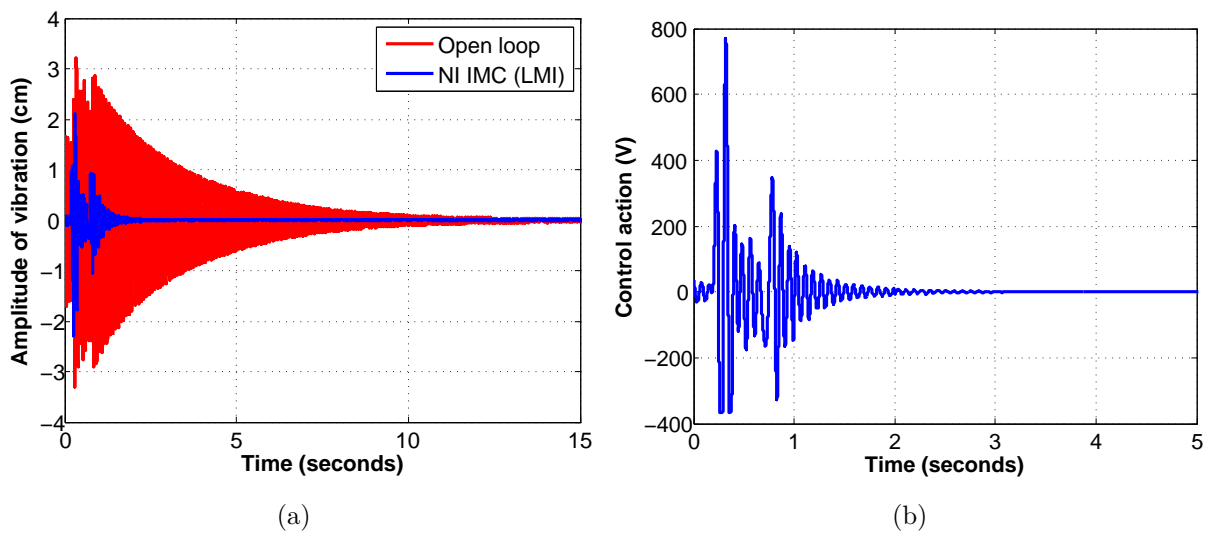 4
3
2
1
0
−1
−2
−3
−4
0 5 10 15
Amplitude of vibration (cm)
Time (seconds)
Open loop
NI IMC (LMI)
(a)
800
600
400
200
0
−200
−400
0 1 2 3 4 5
Control action (V)
Time (seconds)
(b)